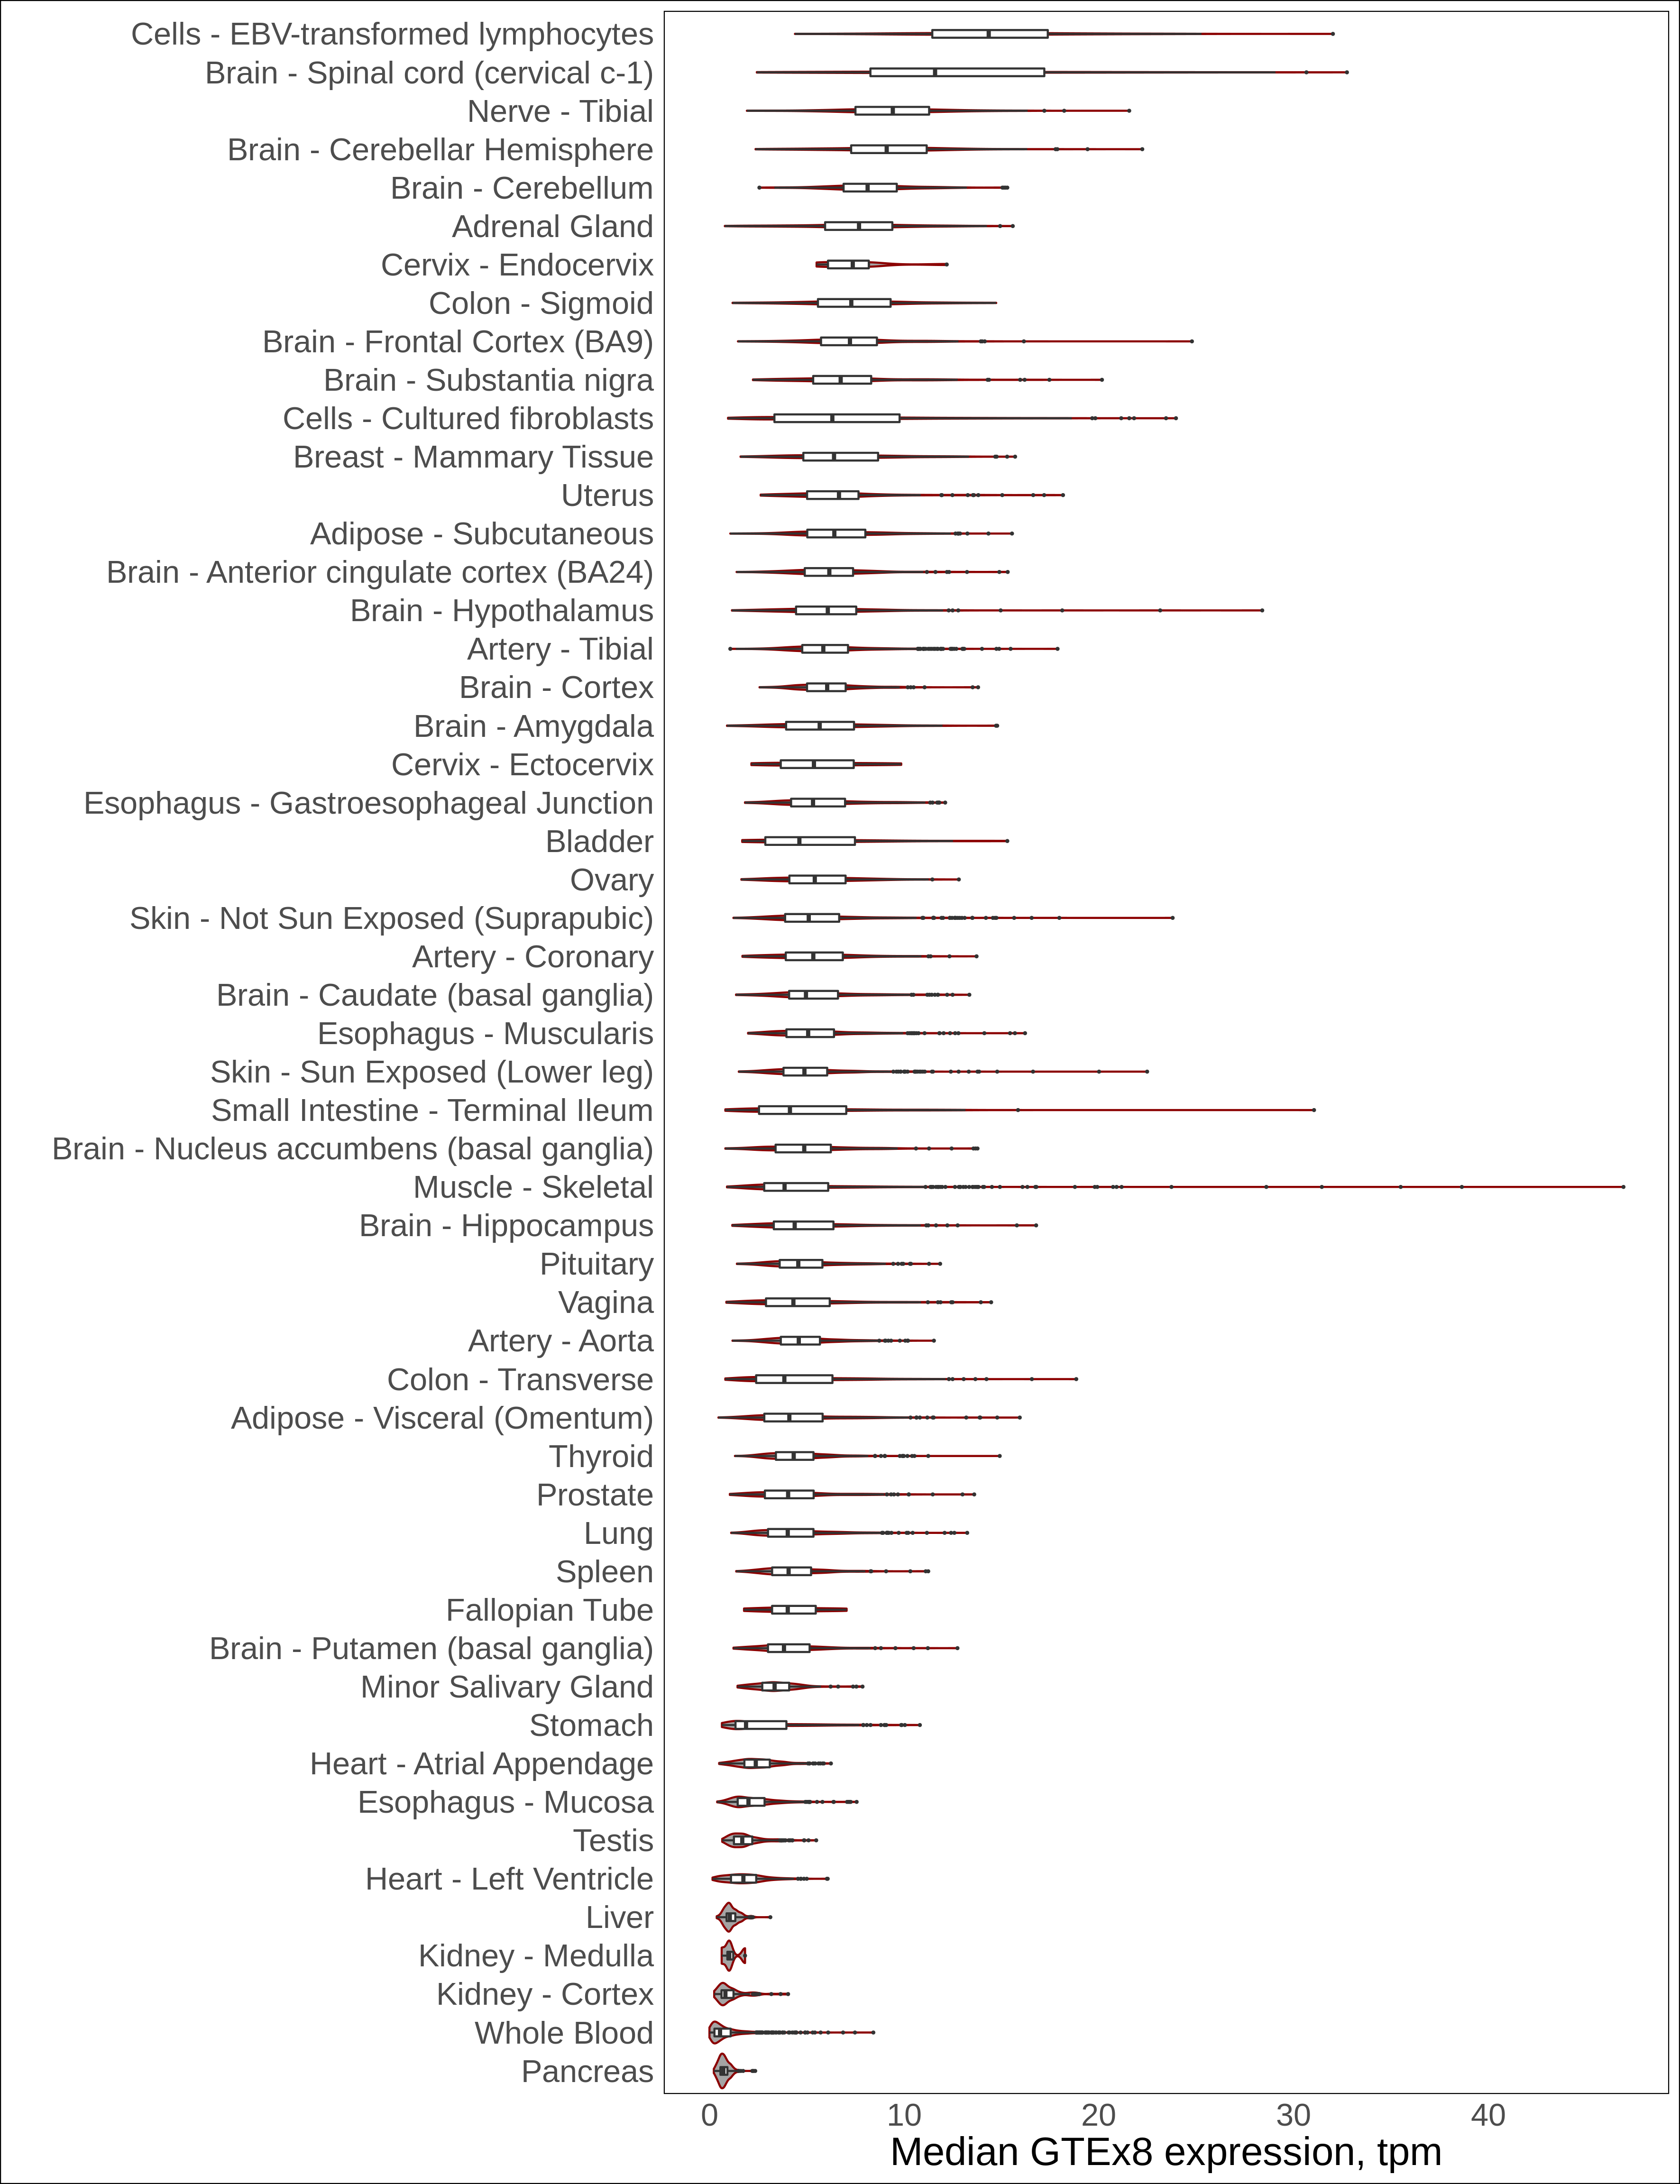 Cells - EBV-transformed lymphocytes
Brain - Spinal cord (cervical c-1)
Nerve - Tibial
Brain - Cerebellar Hemisphere
Brain - Cerebellum
Adrenal Gland
Cervix - Endocervix
Colon - Sigmoid
Brain - Frontal Cortex (BA9)
Brain - Substantia nigra
Cells - Cultured fibroblasts
Breast - Mammary Tissue
Uterus
Adipose - Subcutaneous
Brain - Anterior cingulate cortex (BA24)
Brain - Hypothalamus
Artery - Tibial
Brain - Cortex
Brain - Amygdala
Cervix - Ectocervix
Esophagus - Gastroesophageal Junction
Bladder
Ovary
Skin - Not Sun Exposed (Suprapubic)
Artery - Coronary
Brain - Caudate (basal ganglia)
Esophagus - Muscularis
Skin - Sun Exposed (Lower leg)
Small Intestine - Terminal Ileum
Brain - Nucleus accumbens (basal ganglia)
Muscle - Skeletal
Brain - Hippocampus
Pituitary
Vagina
Artery - Aorta
Colon - Transverse
Adipose - Visceral (Omentum)
Thyroid
Prostate
Lung
Spleen
Fallopian Tube
Brain - Putamen (basal ganglia)
Minor Salivary Gland
Stomach
Heart - Atrial Appendage
Esophagus - Mucosa
Testis
Heart - Left Ventricle
Liver
Kidney - Medulla
Kidney - Cortex
Whole Blood
Pancreas
0 10 20 30 40
Median GTEx8 expression, tpm